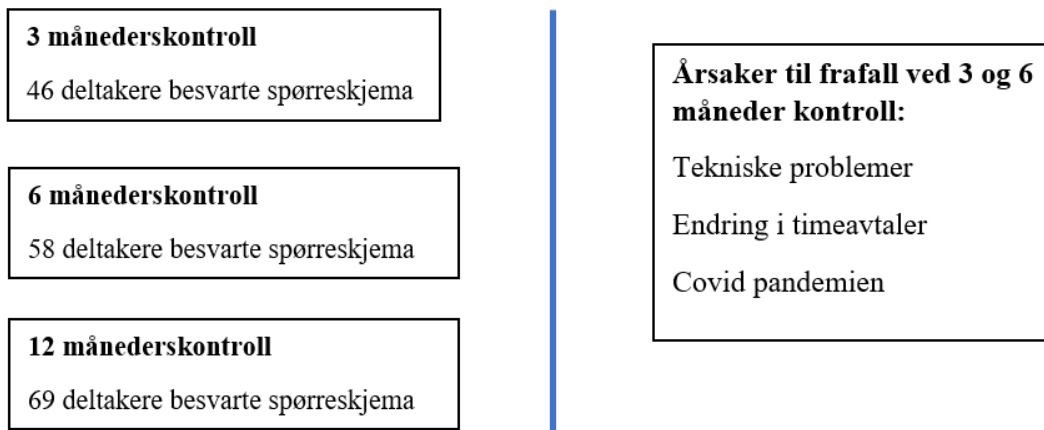 3 månederskontroll
46 deltakere besvarte spørreskjema
6 månederskontroll
58 deltakere besvarte spørreskjema
12 månederskontroll
69 deltakere besvarte spørreskjema
Årsaker til frafall ved 3 og 6
måneder kontroll:
Tekniske problemer
Endring i timeavtaler
Covid pandemien